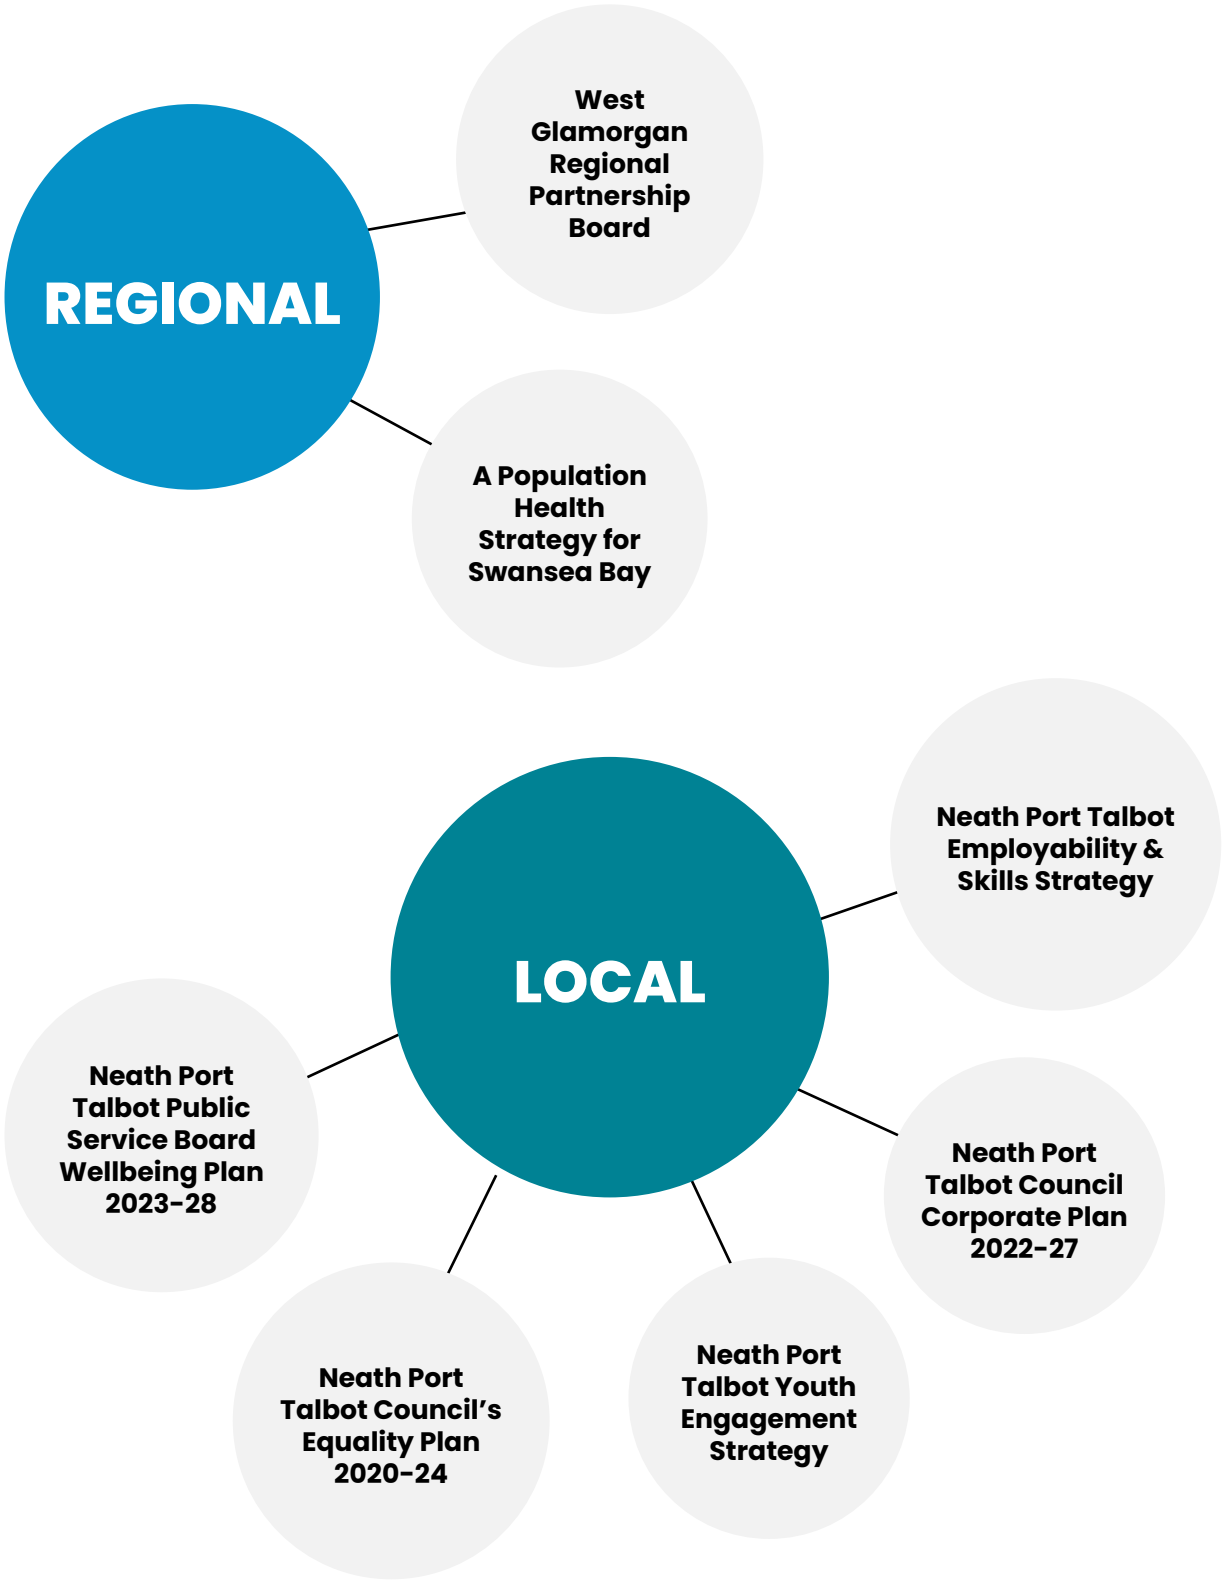 West
Glamorgan
Regional
Partnership
Board
REGIONAL
A Population
Health
Strategy for
Swansea Bay
Neath Port Talbot
Employability &
Skills Strategy
LOCAL
Neath Port
Talbot Public
Service Board
Wellbeing Plan
2023-28
Neath Port
Talbot Council
Corporate Plan
2022-27
Neath Port
Talbot Council’s
Equality Plan
2020-24
Neath Port
Talbot Youth
Engagement
Strategy